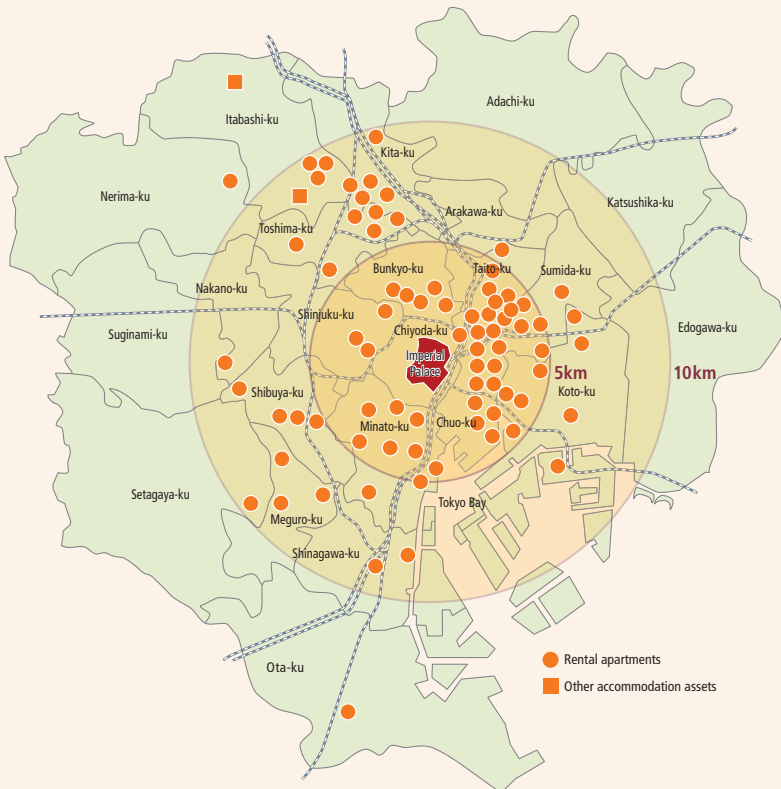 Adachi-ku
Itabashi-ku
Kita-ku
Nerima-ku
Katsushika-ku
Arakawa-ku
Toshima-ku
Bunkyo-ku
Taito-ku
Sumida-ku
Nakano-ku
Shinjuku-ku
Chiyoda-ku
Edogawa-ku
Suginami-ku
Imperial
Palace
5km
10km
Shibuya-ku
Koto-ku
Minato-ku
Chuo-ku
Setagaya-ku
Tokyo Bay
Meguro-ku
Shinagawa-ku
Ota-ku
Rental apartments
Other accommodation assets